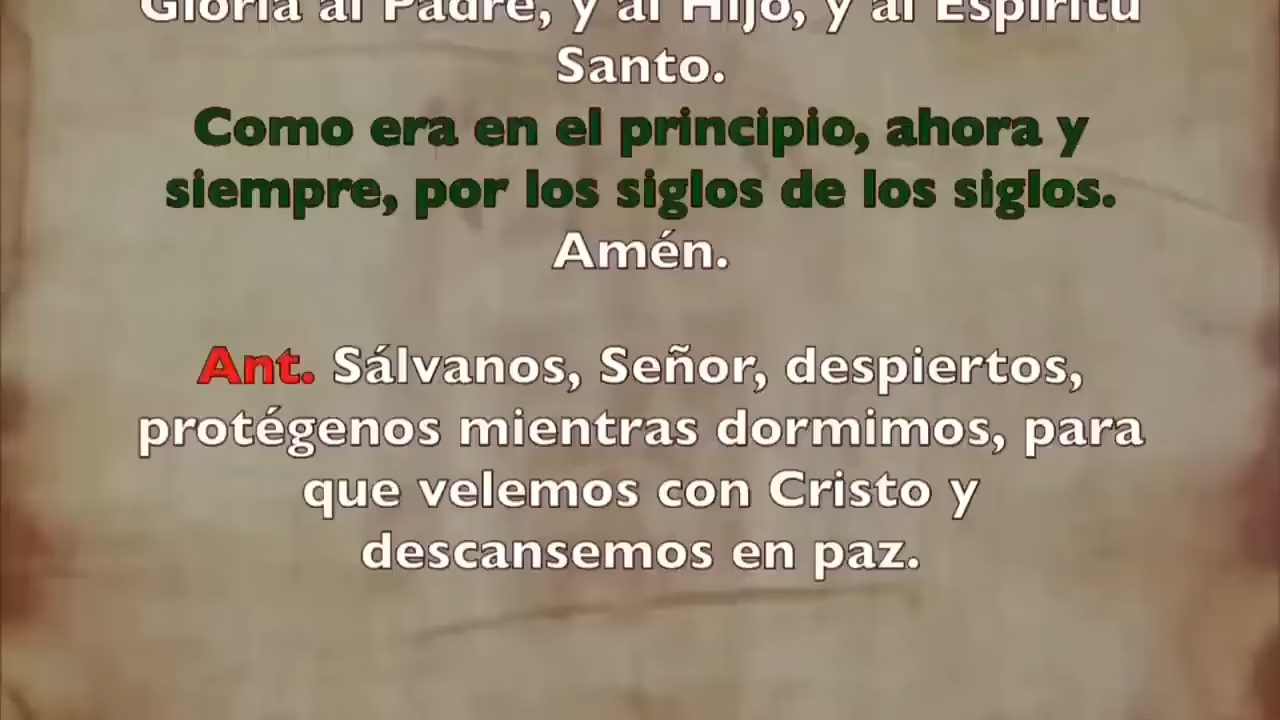 Gloria al Padre, y al Hijo, y al Espíritu
Santo.
Como era en el principio, ahora y
siempre, por los siglos de los siglos.
Amén.
Ant. Sálvanos, Señor, despiertos,
protégenos mientras dormimos, para
que velemos con Cristo y
descansemos en paz.